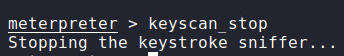 meterpreter > keyscan_stop
Stopping the keystroke sniffer...